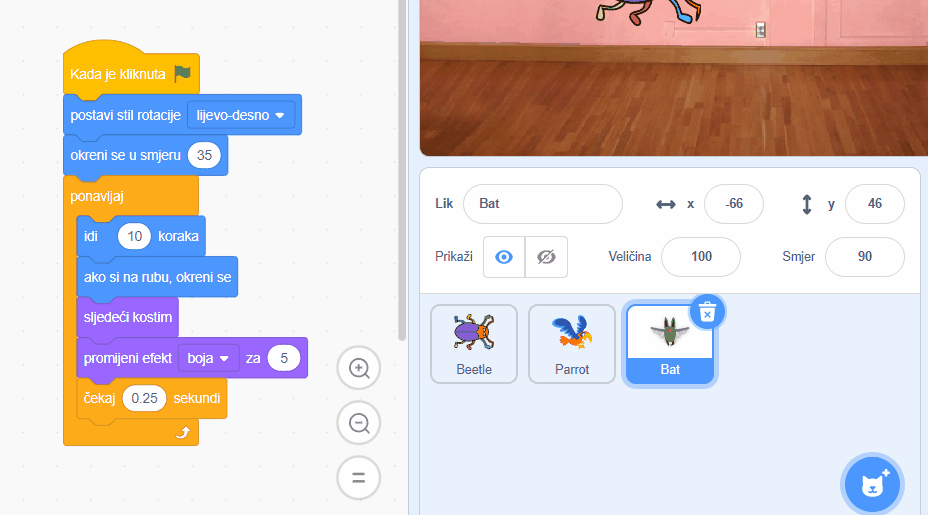 Kada je kliknuta
postavi stil rotacije lijevo-desno
okreni se u smjeru 35
ponavljaj
idi 10 koraka
ako si na rubu, okreni se
sljedeći kostim
promijeni efekt boja za 5
čekaj 0.25 sekundi
Lik Bat x -66 y 46
Prikaži Veličina 100 Smjer 90
Beetle Parrot Bat